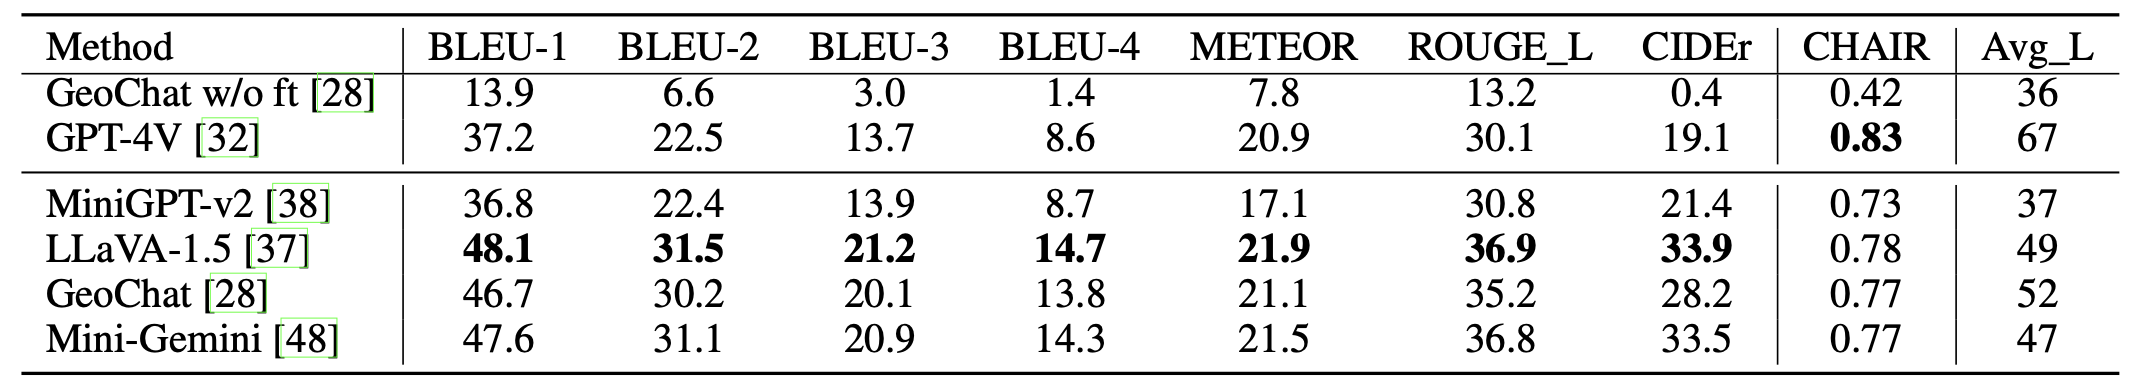 Method BLEU-1 BLEU-2 BLEU-3 BLEU-4 METEOR ROUGE_L CIDEr CHAIR Avg_L
GeoChat w/o ft [28] 13.9 6.6 3.0 1.4 7.8 13.2 0.4 0.42 36
GPT-4V [32] 37.2 22.5 13.7 8.6 20.9 30.1 19.1 0.83 67
MiniGPT-v2 [38] 36.8 22.4 13.9 8.7 17.1 30.8 21.4 0.73 37
LLaVA-1.5 [37] 48.1 31.5 21.2 14.7 21.9 36.9 33.9 0.78 49
GeoChat [28] 46.7 30.2 20.1 13.8 21.1 35.2 28.2 0.77 52
Mini-Gemini [48] 47.6 31.1 20.9 14.3 21.5 36.8 33.5 0.77 47